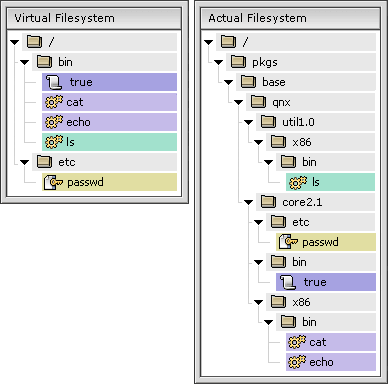 Virtual Filesystem
/
bin
true
cat
echo
ls
etc
passwd
Actual Filesystem
/
pkgs
base
qnx
util1.0
x86
bin
ls
core2.1
etc
passwd
bin
true
x86
bin
cat
echo